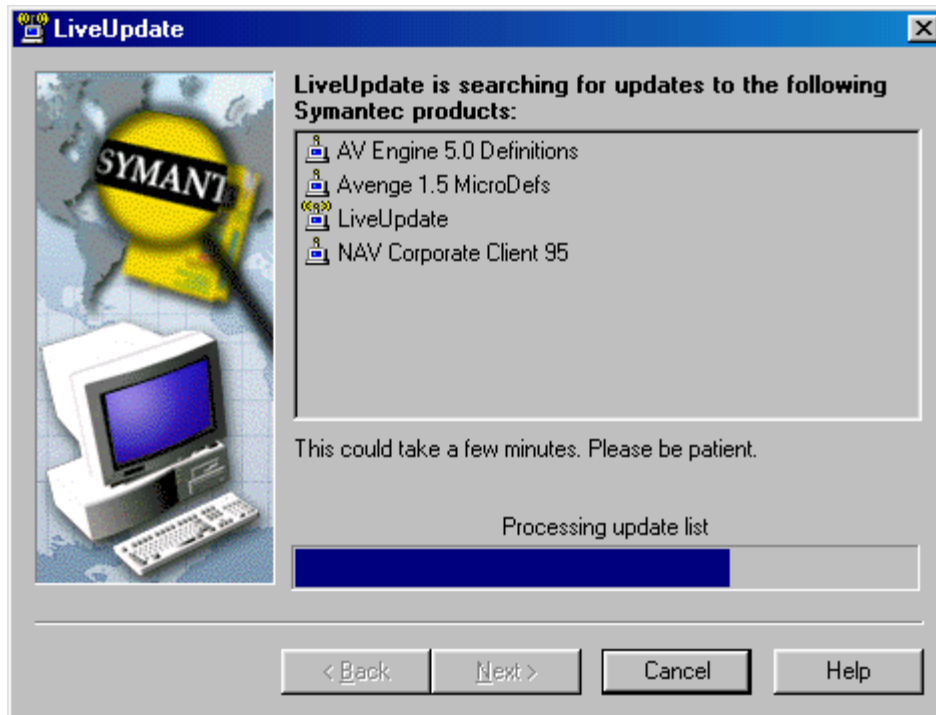 LiveUpdate
LiveUpdate is searching for updates to the following
Symantec products:
SYMANT
AV Engine 5.0 Definitions
Avenge 1.5 MicroDefs
LiveUpdate
NAV Corporate Client 95
This could take a few minutes. Please be patient.
Processing update list
< Back
Next >
Cancel
Help